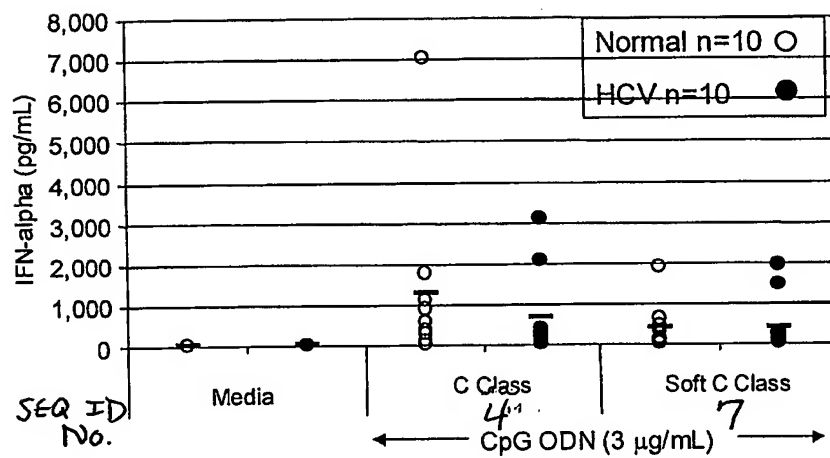 8,000
7,000
6,000
5,000
4,000
3,000
2,000
1,000
0
IFN-alpha (pg/mL)
Normal n=10
HCV n=10
Media
C Class
Soft C Class
SEQ ID No.
4
7
CpG ODN (3 μg/mL)